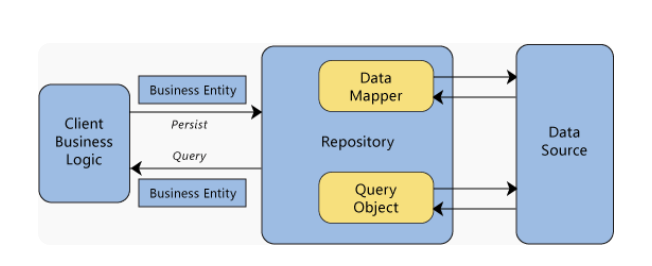 Client
Business
Logic
Business Entity
Persist
Query
Business Entity
Repository
Data
Mapper
Query
Object
Data
Source